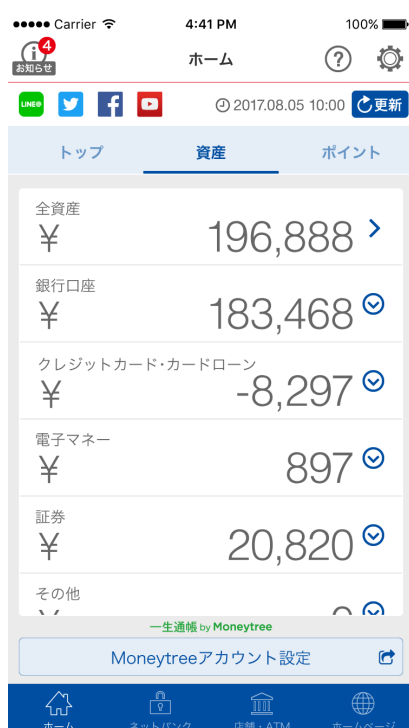 Carrier 4:41 PM 100%
4
お知らせ
ホーム
?
LINE@
2017.08.05 10:00 更新
トップ 資産 ポイント
全資産
¥ 196,888
銀行口座
¥ 183,468
クレジットカード・カードローン
¥ -8,297
電子マネー
¥ 897
証券
¥ 20,820
その他
一生通帳 by Moneytree
Moneytreeアカウント設定
ホーム ネットバンク 店舗・ATM ホームページ